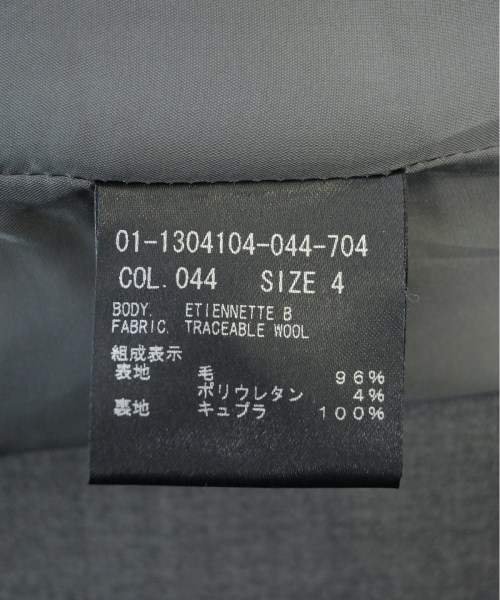 01-1304104-044-704
COL. 044 SIZE 4
BODY. ETIENNETTE B
FABRIC. TRACEABLE WOOL
組成表示
表地 毛 96%
ポリウレタン 4%
裏地 キュプラ 100%